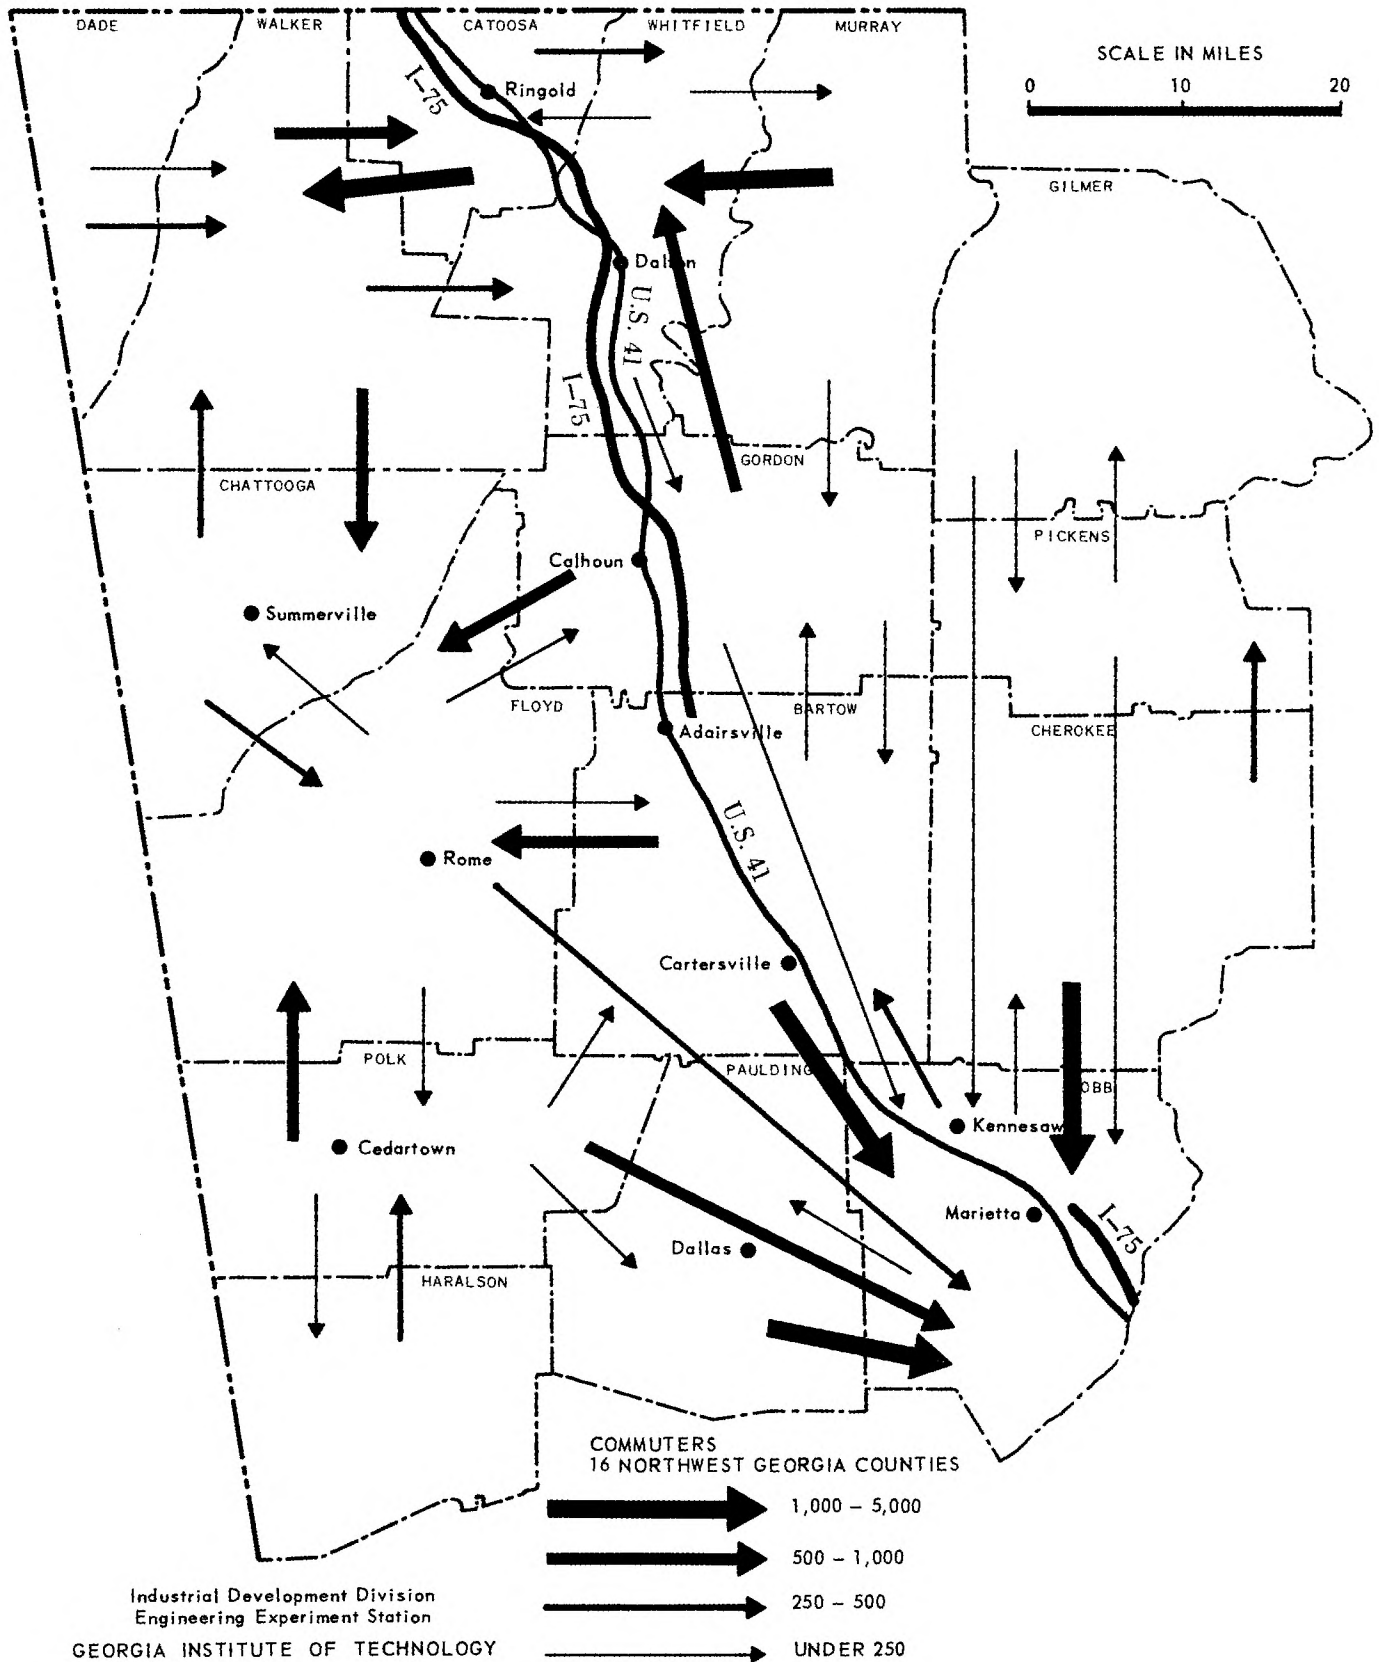 DADE
WALKER
CATOOSA
WHITFIELD
MURRAY
SCALE IN MILES
0 10 20
I-75
Ringold
GILMER
Dalton
U.S. 41
I-75
GORDON
CHATTOOGA
PICKENS
Calhoun
Summerville
FLOYD
BARTOW
CHEROKEE
Adairsville
U.S. 41
Rome
Cartersville
POLK
PAULDING
OBB
Kennesaw
Cedartown
Marietta
I-75
Dallas
HARALSON
COMMUTERS
16 NORTHWEST GEORGIA COUNTIES
1,000 – 5,000
500 – 1,000
250 – 500
UNDER 250
Industrial Development Division
Engineering Experiment Station
GEORGIA INSTITUTE OF TECHNOLOGY